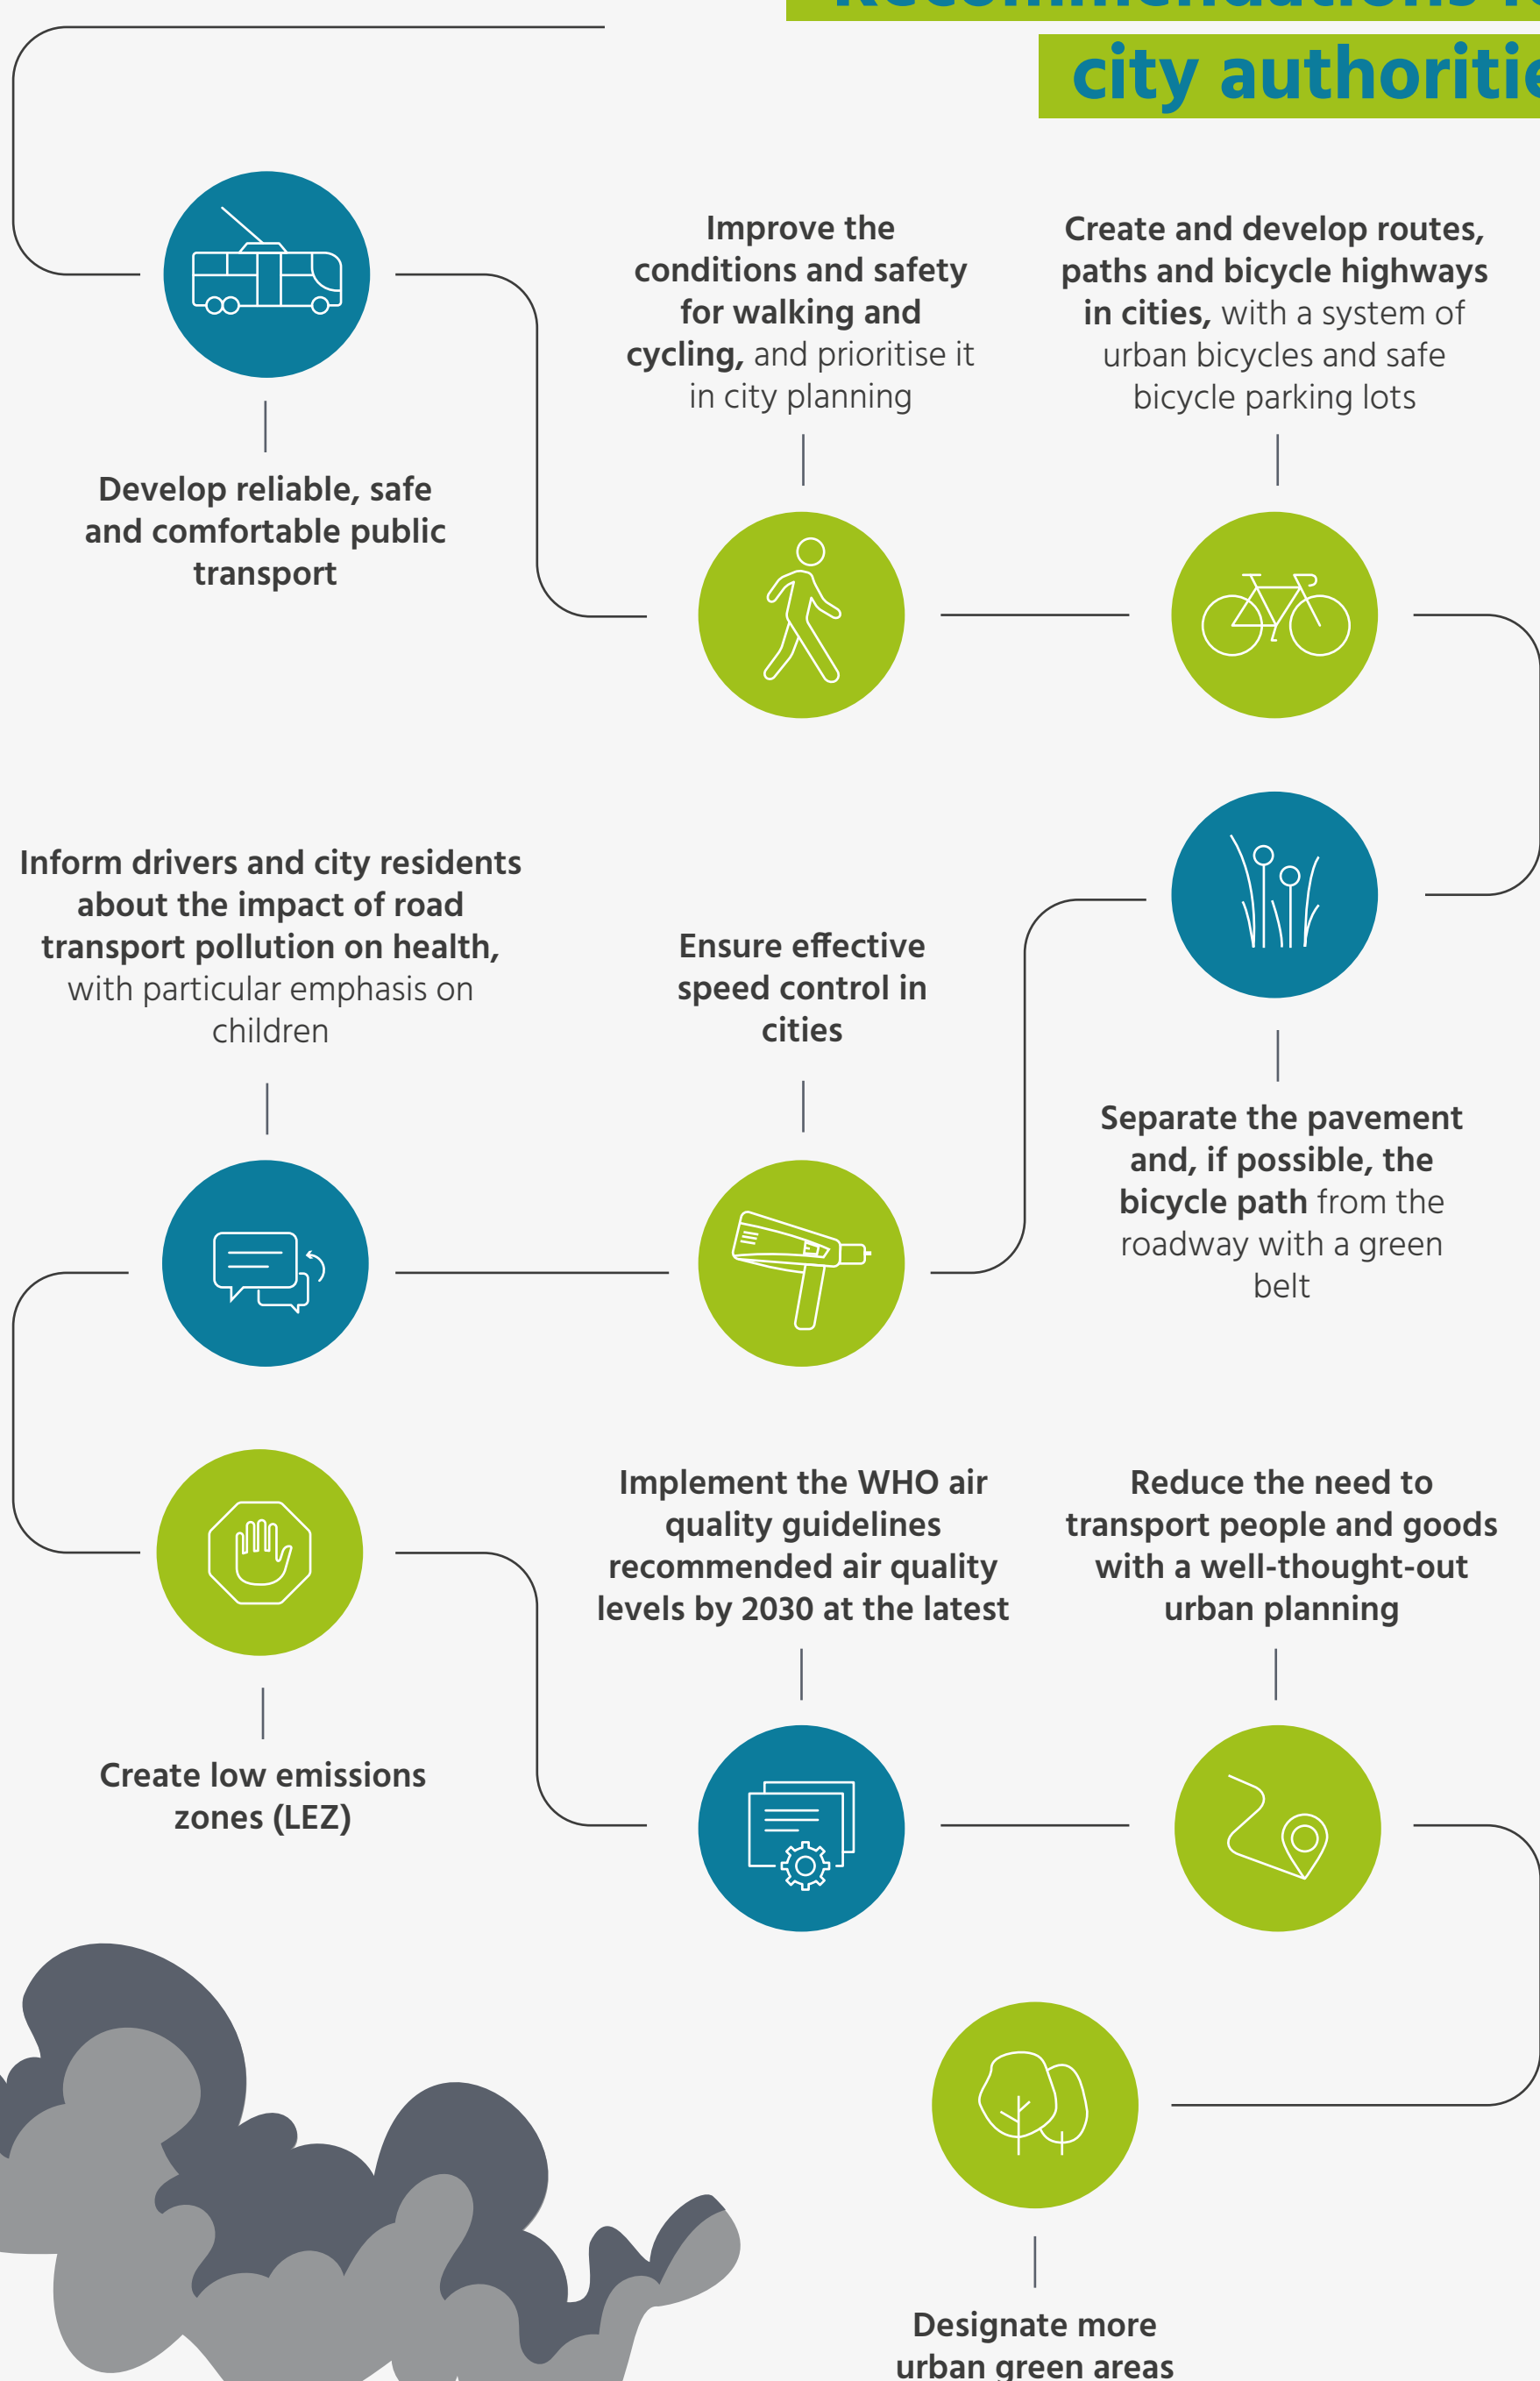 Recommendations
city authoritie
Develop reliable, safe
and comfortable public
transport
Improve the
conditions and safety
for walking and
cycling, and prioritise it
in city planning
Create and develop routes,
paths and bicycle highways
in cities, with a system of
urban bicycles and safe
bicycle parking lots
Separate the pavement
and, if possible, the
bicycle path from the
roadway with a green
belt
Ensure effective
speed control in
cities
Inform drivers and city residents
about the impact of road
transport pollution on health,
with particular emphasis on
children
Create low emissions
zones (LEZ)
Implement the WHO air
quality guidelines
recommended air quality
levels by 2030 at the latest
Reduce the need to
transport people and goods
with a well-thought-out
urban planning
Designate more
urban green areas